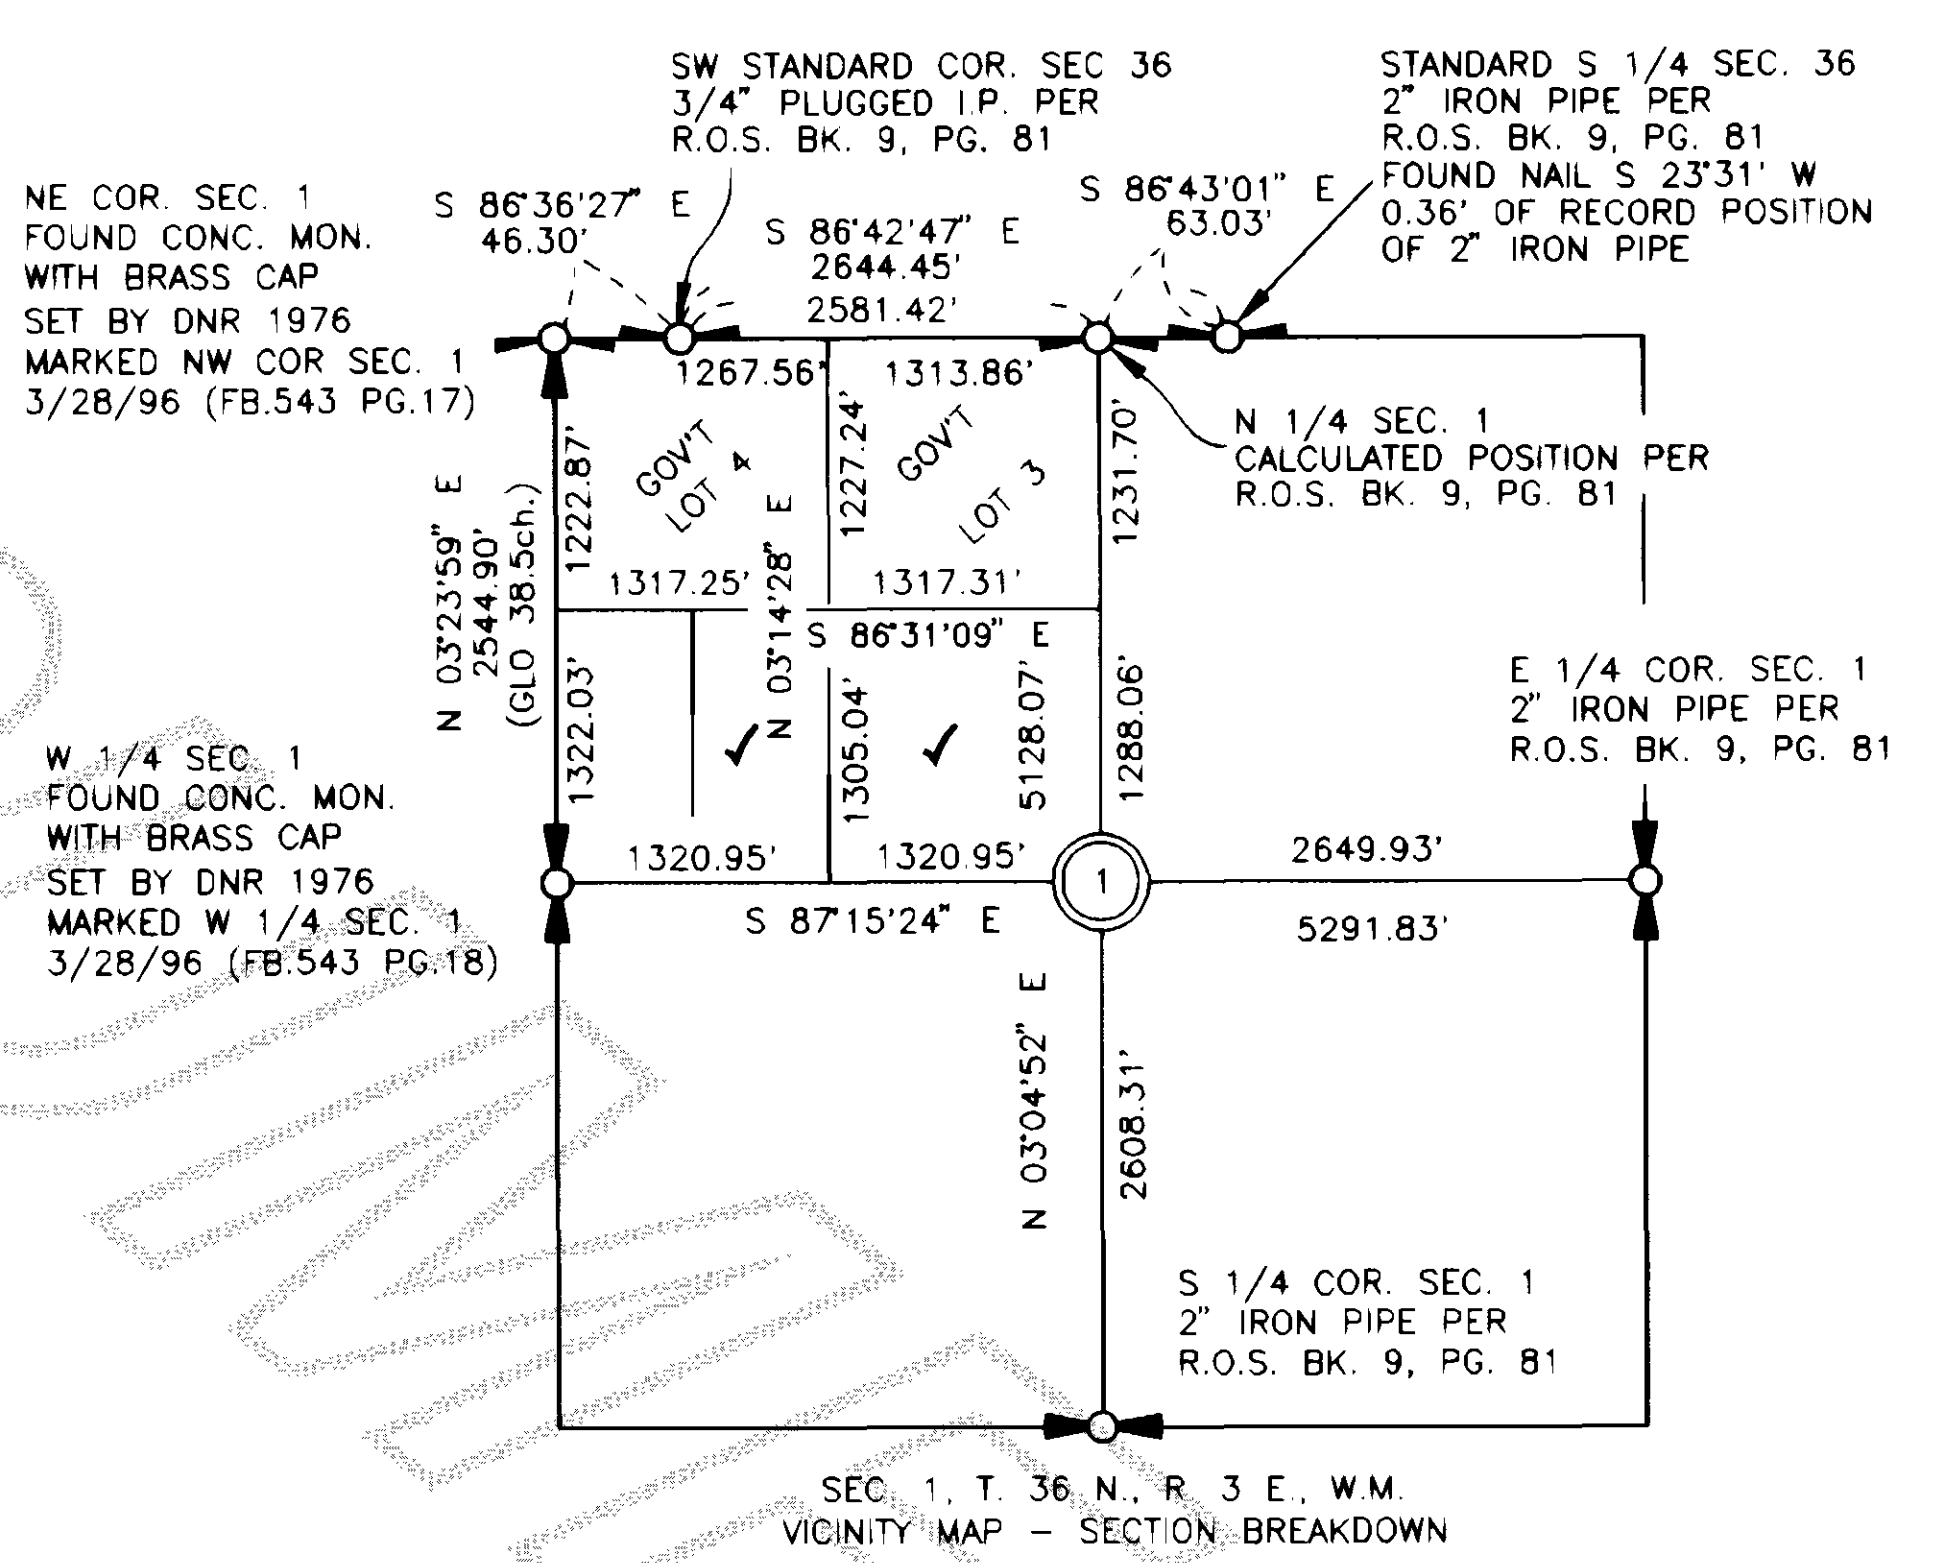 SW STANDARD COR. SEC 36
3/4" PLUGGED I.P. PER
R.O.S. BK. 9, PG. 81
STANDARD S 1/4 SEC. 36
2" IRON PIPE PER
R.O.S. BK. 9, PG. 81
FOUND NAIL S 23°31' W
0.36' OF RECORD POSITION
OF 2" IRON PIPE
NE COR. SEC. 1
FOUND CONC. MON.
WITH BRASS CAP
SET BY DNR 1976
MARKED NW COR SEC. 1
3/28/96 (FB.543 PG.17)
S 86°36'27" E
46.30'
S 86°42'47" E
2644.45'
2581.42'
S 86°43'01" E
63.03'
1267.56'
1313.86'
N 1/4 SEC. 1
CALCULATED POSITION PER
R.O.S. BK. 9, PG. 81
N 03°23'59" E
2544.90'
(GLO 38.5ch.)
1222.87'
GOV'T
LOT 4
1227.24'
GOV'T
LOT 3
1231.70'
N 03°14'28" E
1317.25'
1317.31'
S 86°31'09" E
1322.03'
1305.04'
5128.07'
1288.06'
E 1/4 COR. SEC. 1
2" IRON PIPE PER
R.O.S. BK. 9, PG. 81
W 1/4 SEC. 1
FOUND CONC. MON.
WITH BRASS CAP
SET BY DNR 1976
MARKED W 1/4 SEC. 1
3/28/96 (FB.543 PG.18)
1320.95'
1320.95'
1
2649.93'
S 87°15'24" E
5291.83'
N 03°04'52" E
2608.31'
S 1/4 COR. SEC. 1
2" IRON PIPE PER
R.O.S. BK. 9, PG. 81
SEC. 1, T. 36 N., R. 3 E., W.M.
VICINITY MAP - SECTION BREAKDOWN